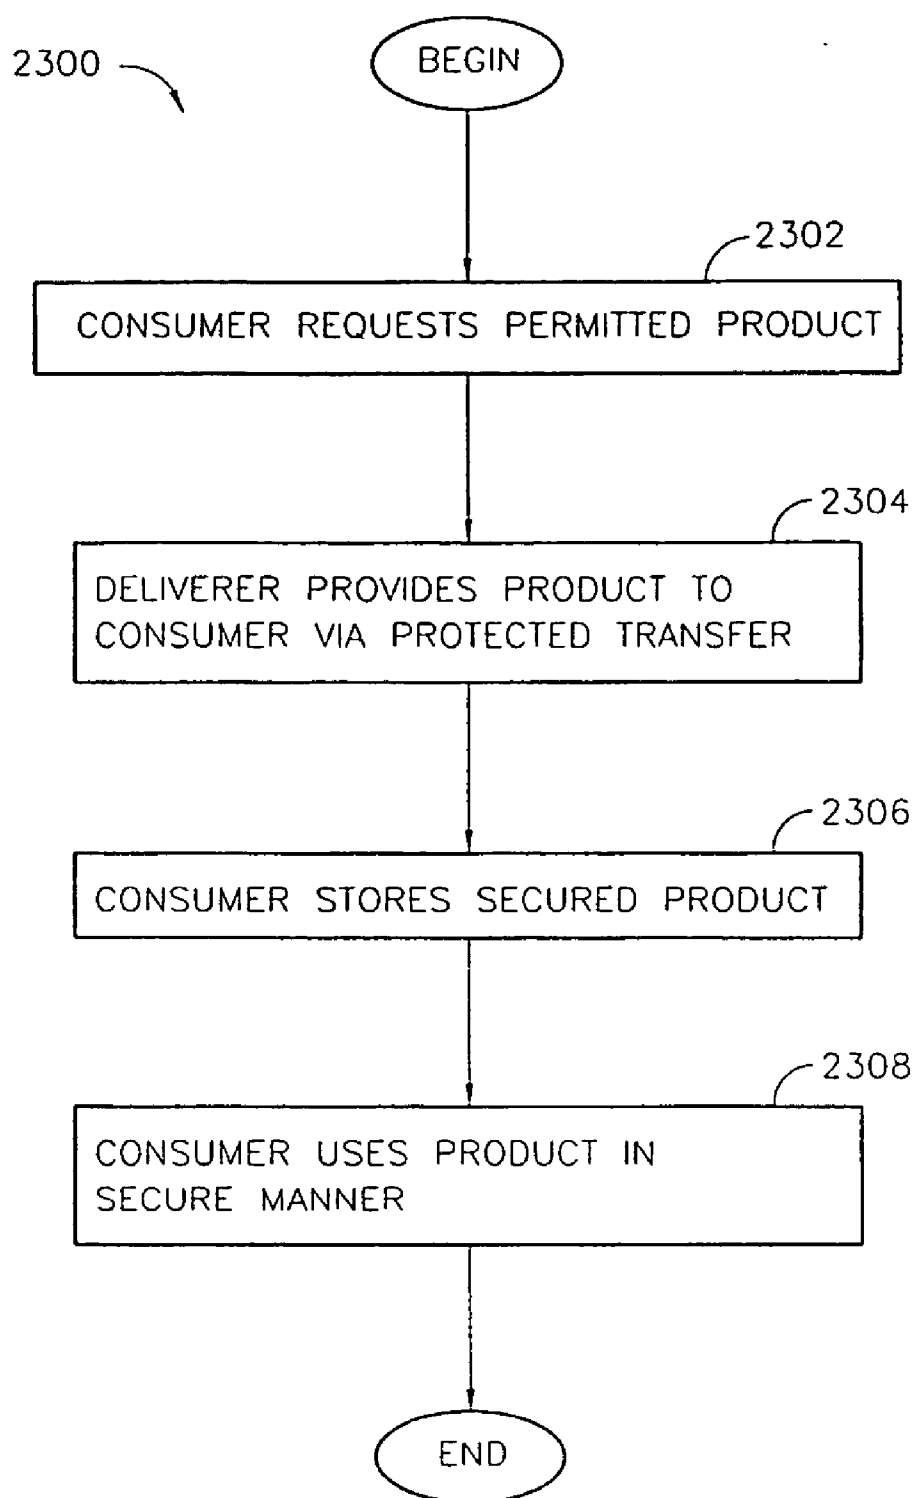 2300
BEGIN
2302
CONSUMER REQUESTS PERMITTED PRODUCT
2304
DELIVERER PROVIDES PRODUCT TO
CONSUMER VIA PROTECTED TRANSFER
2306
CONSUMER STORES SECURED PRODUCT
2308
CONSUMER USES PRODUCT IN
SECURE MANNER
END